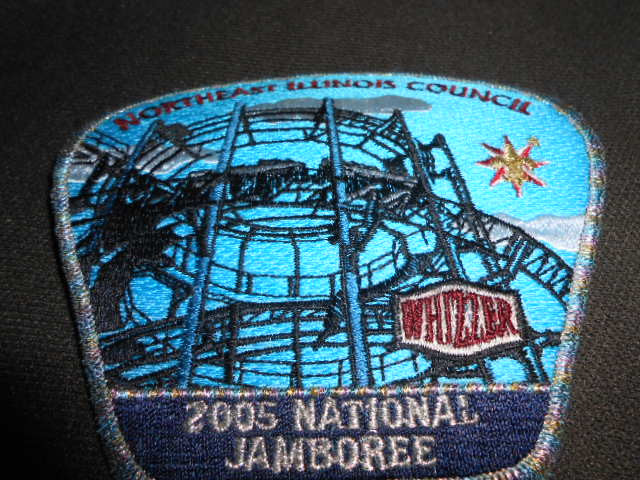 NORTHEAST ILLINOIS COUNCIL
WHIZZER
2005 NATIONAL
JAMBOREE